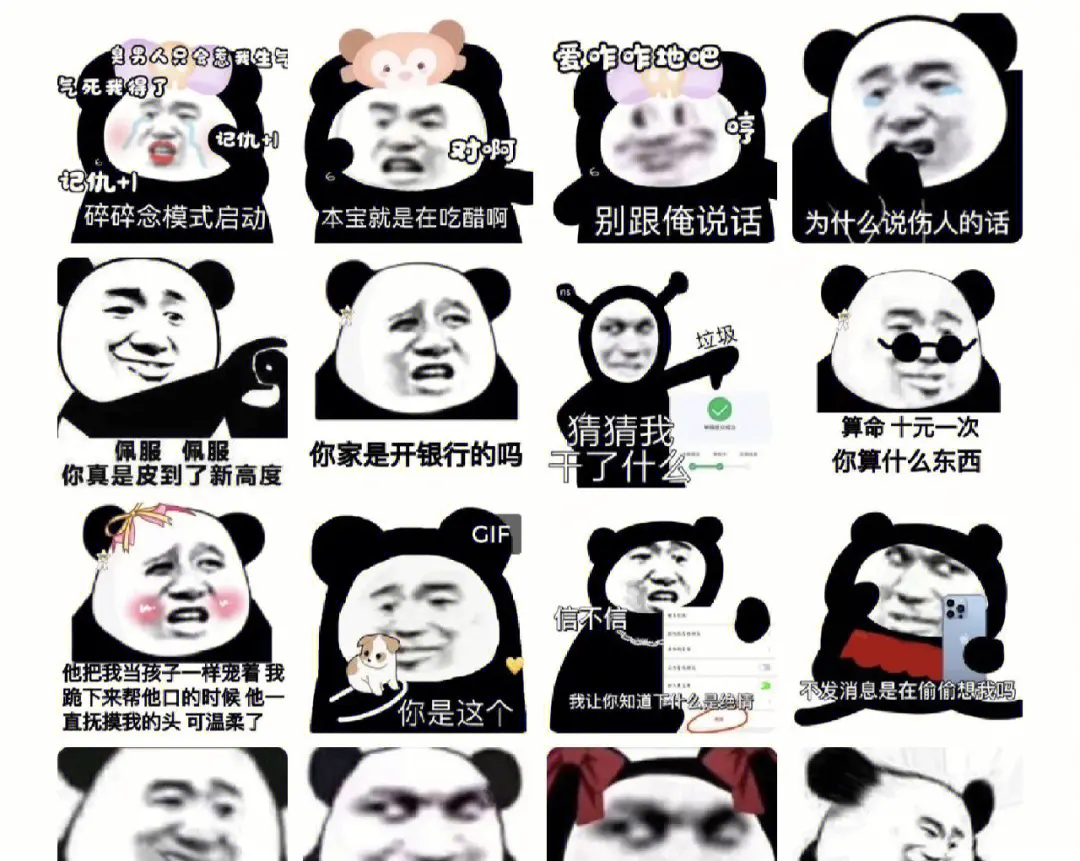 臭男人只会惹我生气
气死我得了
记仇+1
记仇+1
碎碎念模式启动
对啊
6
本宝就是在吃醋啊
爱咋咋地吧
哼
6
别跟俺说话
为什么说伤人的话
佩服 佩服
你真是皮到了新高度
你家是开银行的吗
ns
垃圾
猜猜我
干了什么
算命 十元一次
你算什么东西
他把我当孩子一样宠着 我
跪下来帮他口的时候 他一
直抚摸我的头 可温柔了
GIF
你是这个
信不信
我让你知道下什么是绝情
不发消息是在偷偷想我吗